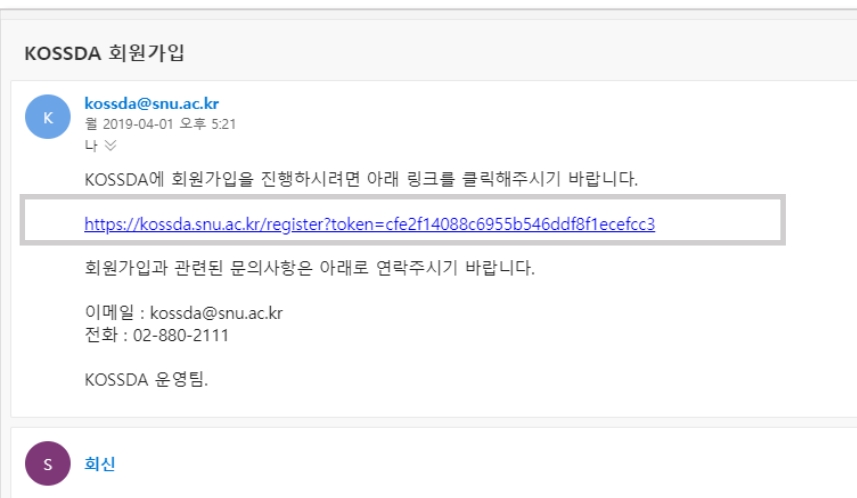 KOSSDA 회원가입
K
kossda@snu.ac.kr
월 2019-04-01 오후 5:21
나
KOSSDA에 회원가입을 진행하시려면 아래 링크를 클릭해주시기 바랍니다.
https://kossda.snu.ac.kr/register?token=cfe2f14088c6955b546ddf8f1ecefcc3
회원가입과 관련된 문의사항은 아래로 연락주시기 바랍니다.
이메일 : kossda@snu.ac.kr
전화 : 02-880-2111
KOSSDA 운영팀.
S
회신